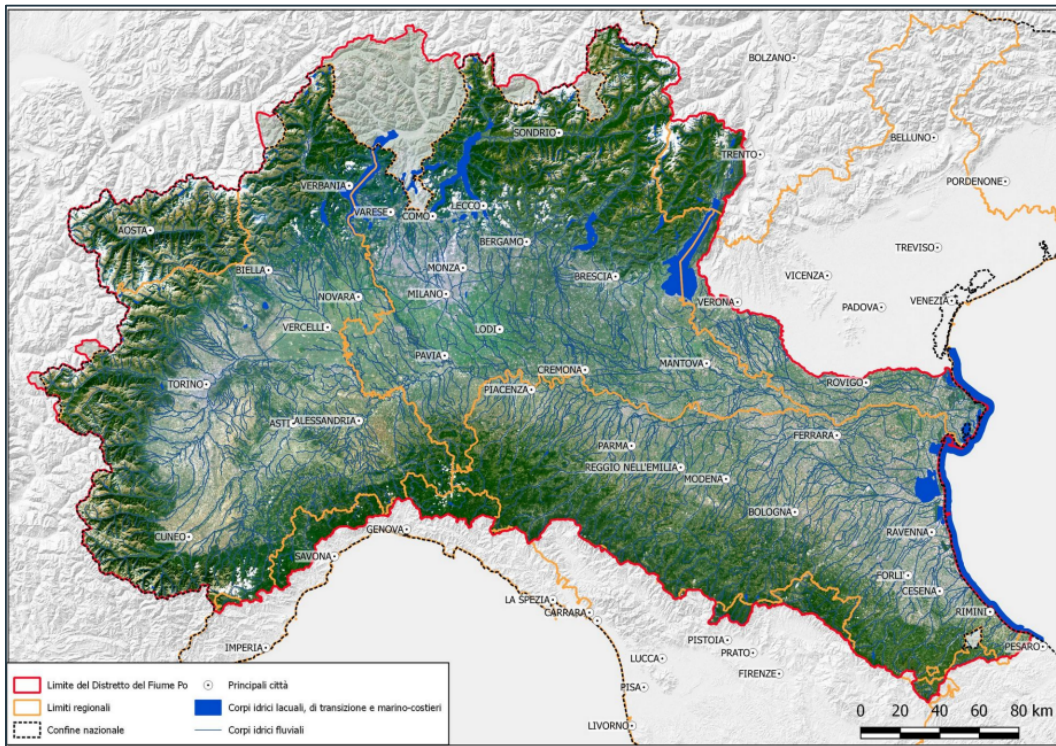 BOLZANO
SONDRIO
BELLUNO
TRENTO
PORDENONE
VERBANIA
VARESE
COMO
LECCO
AOSTA
BERGAMO
TREVISO
BIELLA
MONZA
BRESCIA
VICENZA
NOVARA
MILANO
VERONA
PADOVA
VENEZIA
VERCELLI
LODI
PAVIA
MANTOVA
CREMONA
TORINO
PIACENZA
ROVIGO
ASTI
ALESSANDRIA
FERRARA
PARMA
REGGIO NELL'EMILIA
MODENA
BOLOGNA
CUNEO
GENOVA
RAVENNA
SAVONA
FORLI'
CESENA
LA SPEZIA
CARRARA
RIMINI
IMPERIA
PISTOIA
PRATO
PESARO
LUCCA
FIRENZE
PISA
LIVORNO
Limite del Distretto del Fiume Po
Principali città
Limiti regionali
Corpi idrici lacuali, di transizione e marino-costieri
Confine nazionale
Corpi idrici fluviali
0 20 40 60 80 km